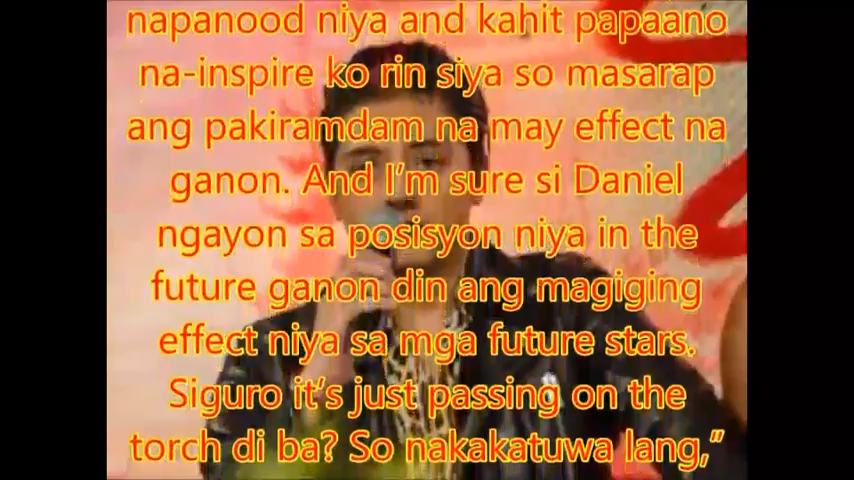 napanood niya and kahit papaano
na-inspire ko rin siya so masarap
ang pakiramdam na may effect na
ganon. And I’m sure si Daniel
ngayon sa posisyon niya in the
future ganon din ang magiging
effect niya sa mga future stars.
Siguro it’s just passing on the
torch di ba? So nakakatuwa lang,”